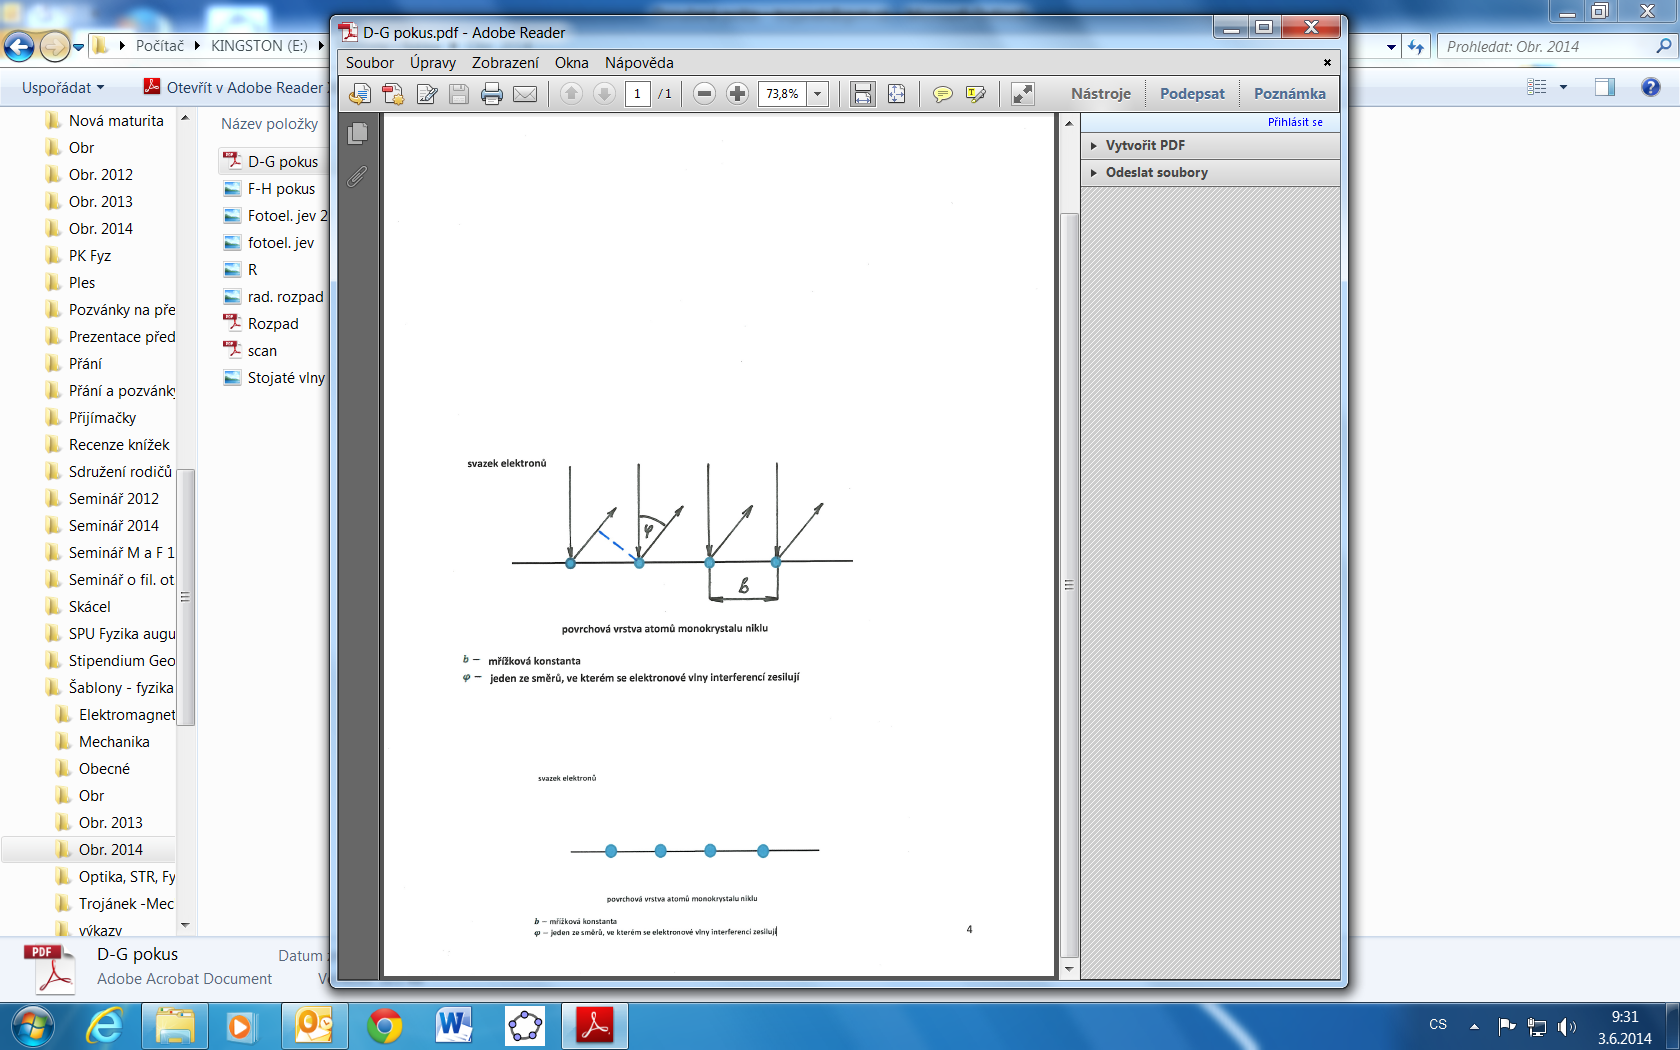 D-G pokus.pdf - Adobe Reader
Počítač
KINGSTON (E:)
Prohledat: Obr. 2014
Soubor Úpravy Zobrazení Okna Nápověda
Uspořádat
Otevřít v Adobe Reader
1 / 1
73,8%
Nástroje
Podepsat
Poznámka
Přihlásit se
Vytvořit PDF
Odeslat soubory
Nová maturita
Obr
Obr. 2012
Obr. 2013
Obr. 2014
PK Fyz
Ples
Pozvánky na pře
Prezentace před
Přání
Přání a pozvánky
Přijímačky
Recenze knížek
Sdružení rodičů
Seminář 2012
Seminář 2014
Seminář M a F 1
Seminář o fil. ot
Skácel
SPU Fyzika augu
Stipendium Geo
Šablony - fyzika
Elektromagnet
Mechanika
Obecné
Obr
Obr. 2013
Obr. 2014
Optika, STR, Fy
Trojánek -Mec
výkazy
Název položky
D-G pokus
F-H pokus
Fotoel. jev 2
fotoel. jev
R
rad. rozpad
Rozpad
scan
Stojaté vlny
svazek elektronů
φ
b
povrchová vrstva atomů monokrystalu niklu
b – mřížková konstanta
φ – jeden ze směrů, ve kterém se elektronové vlny interferencí zesilují
svazek elektronů
povrchová vrstva atomů monokrystalu niklu
b – mřížková konstanta
φ – jeden ze směrů, ve kterém se elektronové vlny interferencí zesilují
4
PDF
D-G pokus
Datum
Adobe Acrobat Document
CS
9:31
3.6.2014